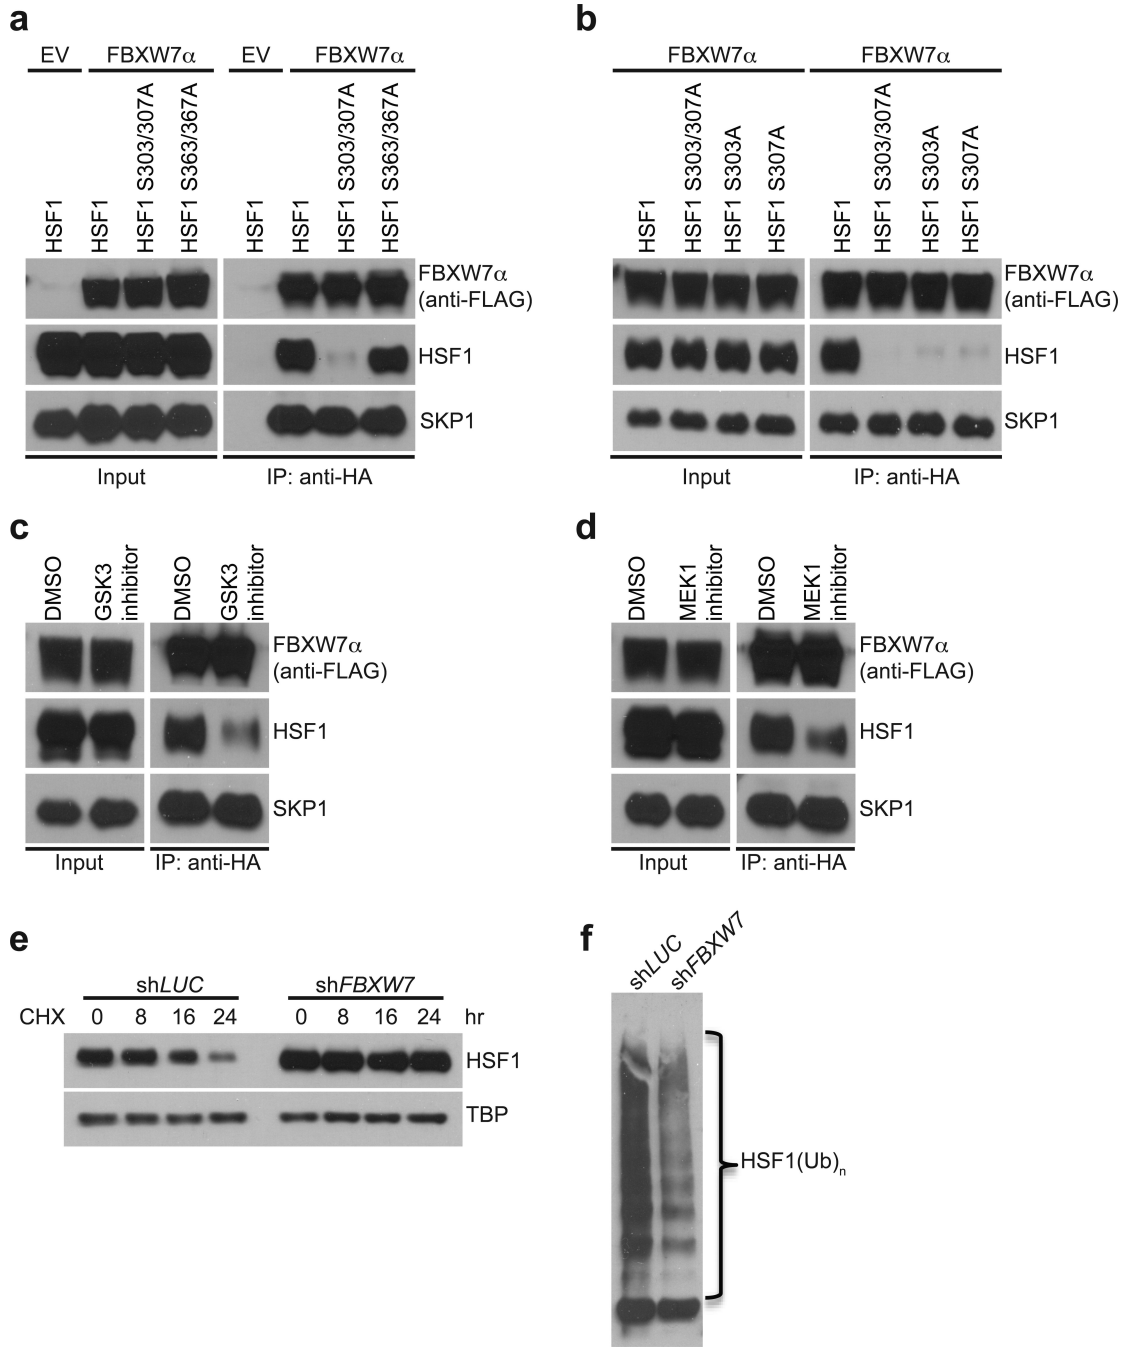 a
EV FBXW7α EV FBXW7α
HSF1 HSF1 HSF1 S303/307A HSF1 S363/367A HSF1 HSF1 HSF1 S303/307A HSF1 S363/367A
FBXW7α
(anti-FLAG)
HSF1
SKP1
Input IP: anti-HA
b
FBXW7α FBXW7α
HSF1 HSF1 S303/307A HSF1 S303A HSF1 S307A HSF1 HSF1 S303/307A HSF1 S303A HSF1 S307A
FBXW7α
(anti-FLAG)
HSF1
SKP1
Input IP: anti-HA
c
DMSO GSK3 inhibitor DMSO GSK3 inhibitor
FBXW7α
(anti-FLAG)
HSF1
SKP1
Input IP: anti-HA
d
DMSO MEK1 inhibitor DMSO MEK1 inhibitor
FBXW7α
(anti-FLAG)
HSF1
SKP1
Input IP: anti-HA
e
shLUC shFBXW7
CHX 0 8 16 24 0 8 16 24 hr
HSF1
TBP
f
shLUC shFBXW7
HSF1(Ub)n